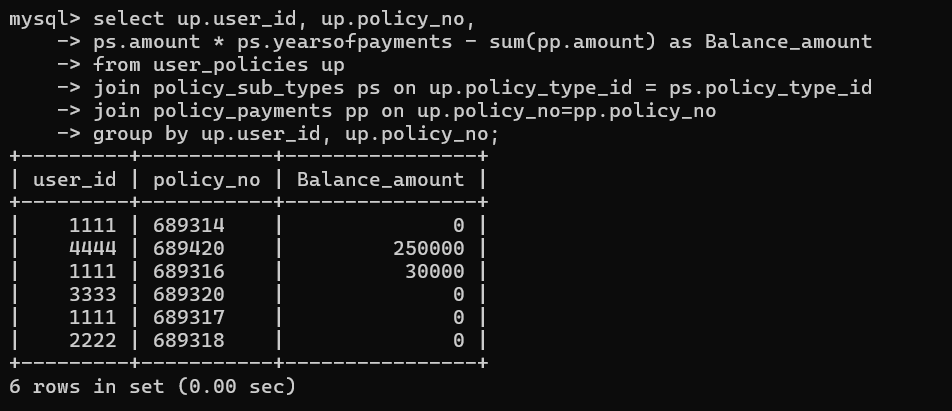 mysql> select up.user_id, up.policy_no,
    -> ps.amount * ps.yearsofpayments - sum(pp.amount) as Balance_amount
    -> from user_policies up
    -> join policy_sub_types ps on up.policy_type_id = ps.policy_type_id
    -> join policy_payments pp on up.policy_no=pp.policy_no
    -> group by up.user_id, up.policy_no;
+---------+-----------+----------------+
| user_id | policy_no | Balance_amount |
+---------+-----------+----------------+
|    1111 | 689314    |              0 |
|    4444 | 689420    |         250000 |
|    1111 | 689316    |          30000 |
|    3333 | 689320    |              0 |
|    1111 | 689317    |              0 |
|    2222 | 689318    |              0 |
+---------+-----------+----------------+
6 rows in set (0.00 sec)